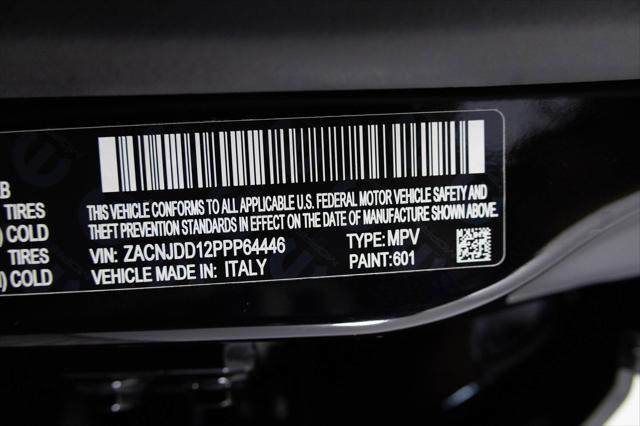 B
TIRES
) COLD
) COLD
THIS VEHICLE CONFORMS TO ALL APPLICABLE U.S. FEDERAL MOTOR VEHICLE SAFETY AND
THEFT PREVENTION STANDARDS IN EFFECT ON THE DATE OF MANUFACTURE SHOWN ABOVE.
VIN: ZACNJDD12PPP64446 TYPE: MPV
VEHICLE MADE IN: ITALY PAINT: 601